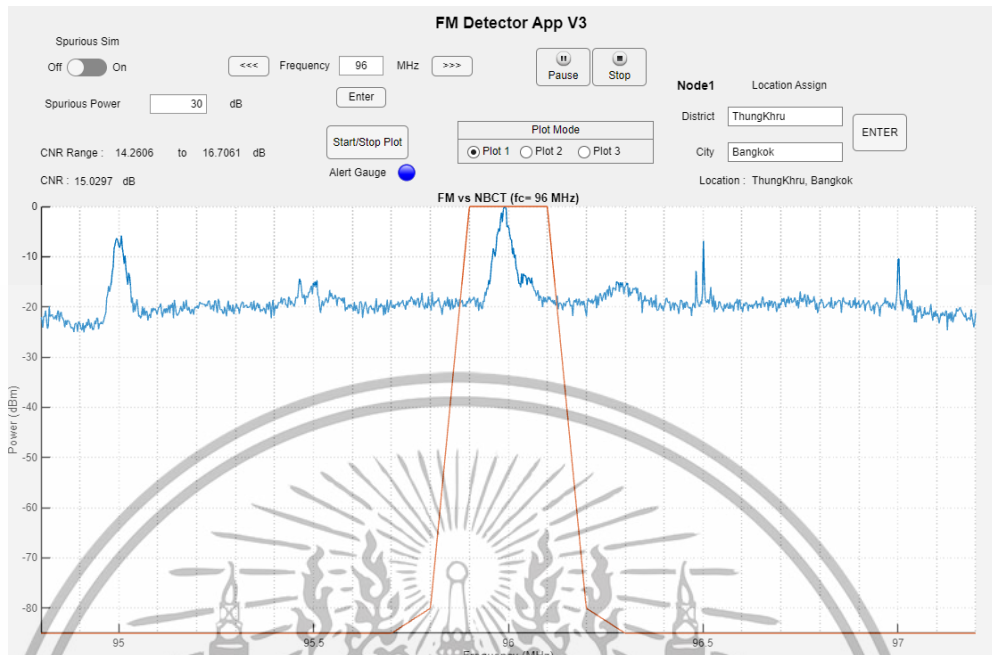 FM Detector App V3
Spurious Sim
Off On
<<< Frequency 96 MHz >>>
Pause Stop
Node1 Location Assign
Spurious Power 30 dB
Enter
District ThungKhru
ENTER
Start/Stop Plot
Plot Mode
Plot 1 Plot 2 Plot 3
City Bangkok
CNR Range : 14.2606 to 16.7061 dB
Alert Gauge
CNR : 15.0297 dB
Location : ThungKhru, Bangkok
FM vs NBCT (fc= 96 MHz)
0
-10
-20
-30
-40
-50
-60
-70
-80
Power (dBm)
95 95.5 96 96.5 97
Frequency (MHz)